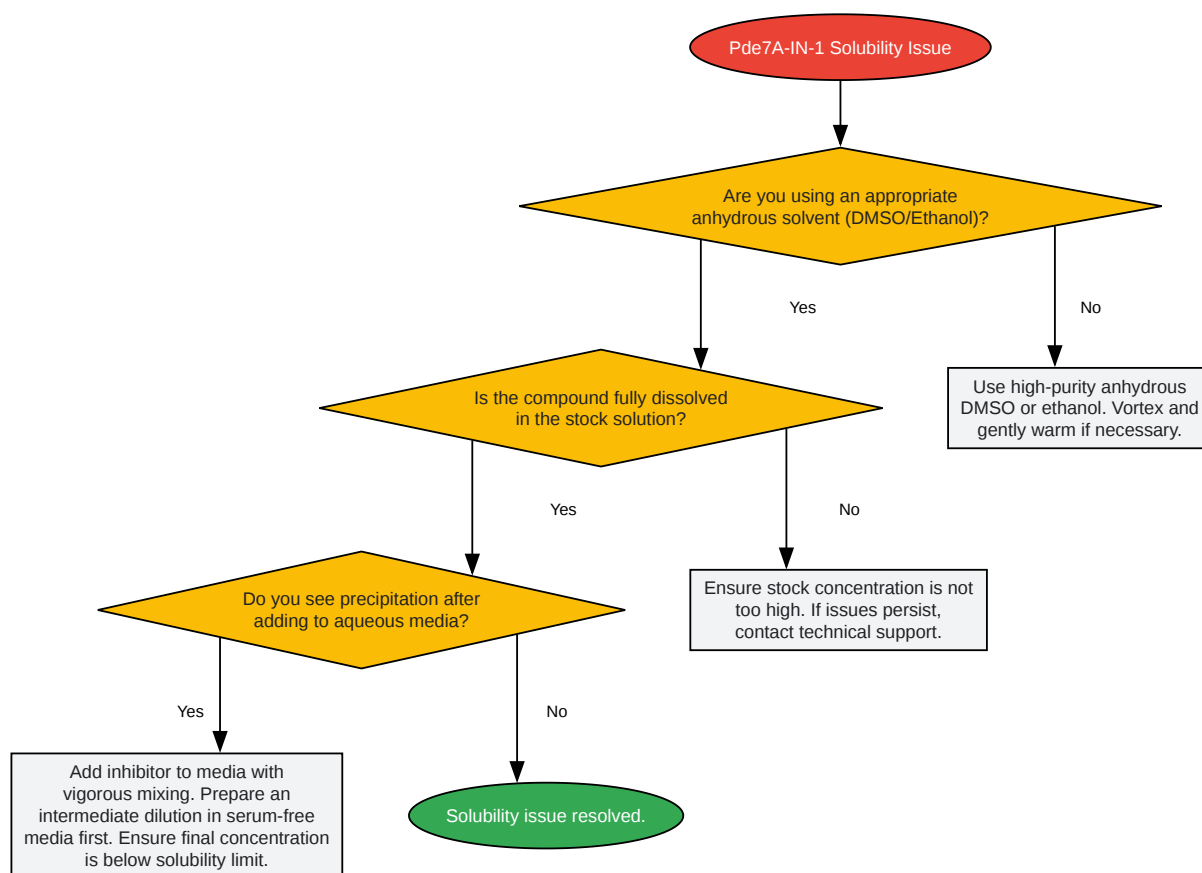 Pde7A-IN-1 Solubility Issue
Are you using an appropriate
anhydrous solvent (DMSO/Ethanol)?
Yes
No
Is the compound fully dissolved
in the stock solution?
Use high-purity anhydrous
DMSO or ethanol. Vortex and
gently warm if necessary.
Yes
No
Do you see precipitation after
adding to aqueous media?
Ensure stock concentration is not
too high. If issues persist,
contact technical support.
Yes
No
Add inhibitor to media with
vigorous mixing. Prepare an
intermediate dilution in serum-free
media first. Ensure final concentration
is below solubility limit.
Solubility issue resolved.